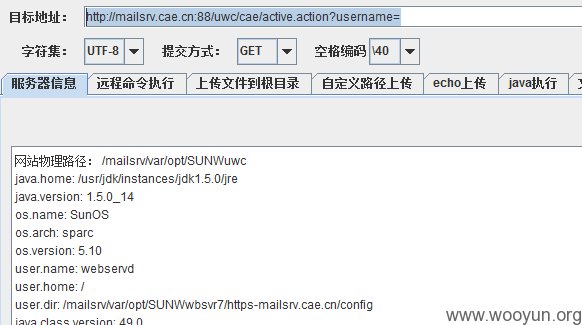 目标地址: http://mailsrv.cae.cn:88/uwc/cae/active.action?username=
字符集: UTF-8 提交方式: GET 空格编码 \40
服务器信息 远程命令执行 上传文件到根目录 自定义路径上传 echo上传 java执行
网站物理路径: /mailsrv/var/opt/SUNWuwc
java.home: /usr/jdk/instances/jdk1.5.0/jre
java.version: 1.5.0_14
os.name: SunOS
os.arch: sparc
os.version: 5.10
user.name: webservd
user.home: /
user.dir: /mailsrv/var/opt/SUNWwbsvr7/https-mailsrv.cae.cn/config
java.class.version: 49.0
www.wooyun.org